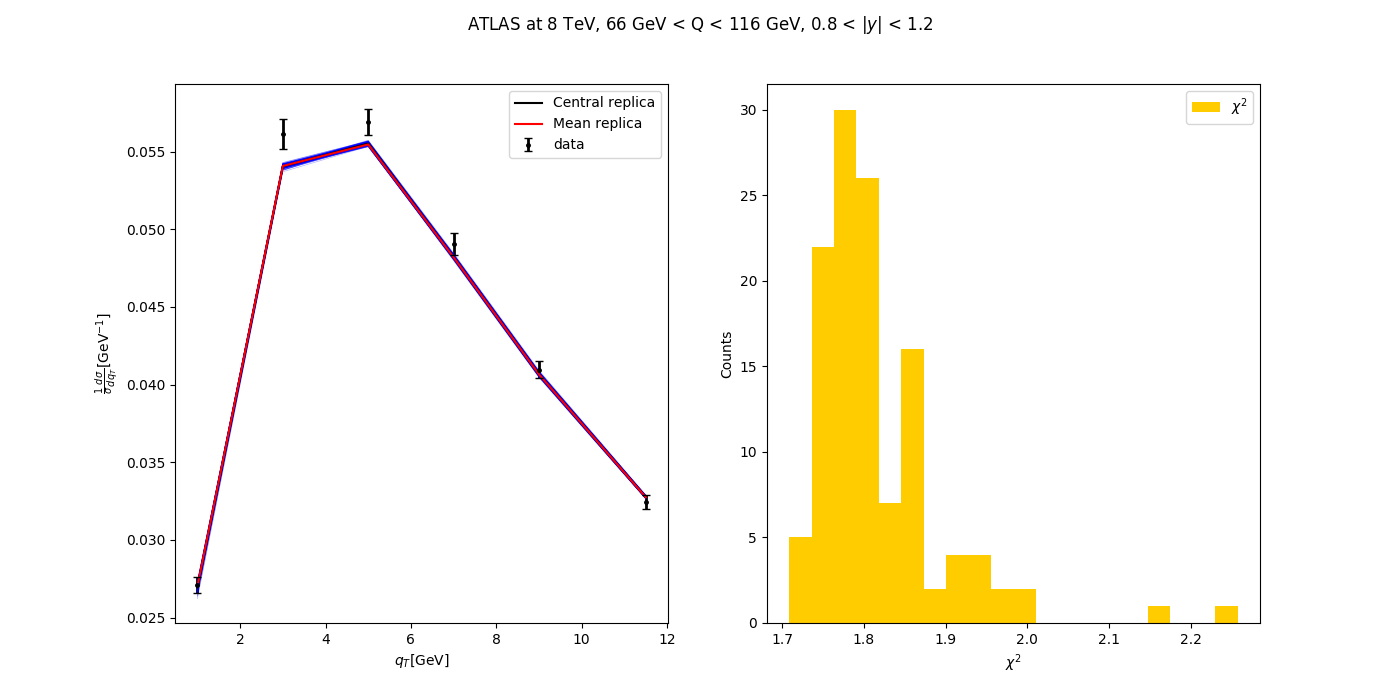 ATLAS at 8 TeV, 66 GeV < Q < 116 GeV, 0.8 < |y| < 1.2
Central replica
Mean replica
data
0.055
0.050
0.045
0.040
0.035
0.030
0.025
1/σ dσ/dq_T [GeV⁻¹]
2 4 6 8 10 12
q_T[GeV]
χ²
30
25
20
15
10
5
0
Counts
1.7 1.8 1.9 2.0 2.1 2.2
χ²